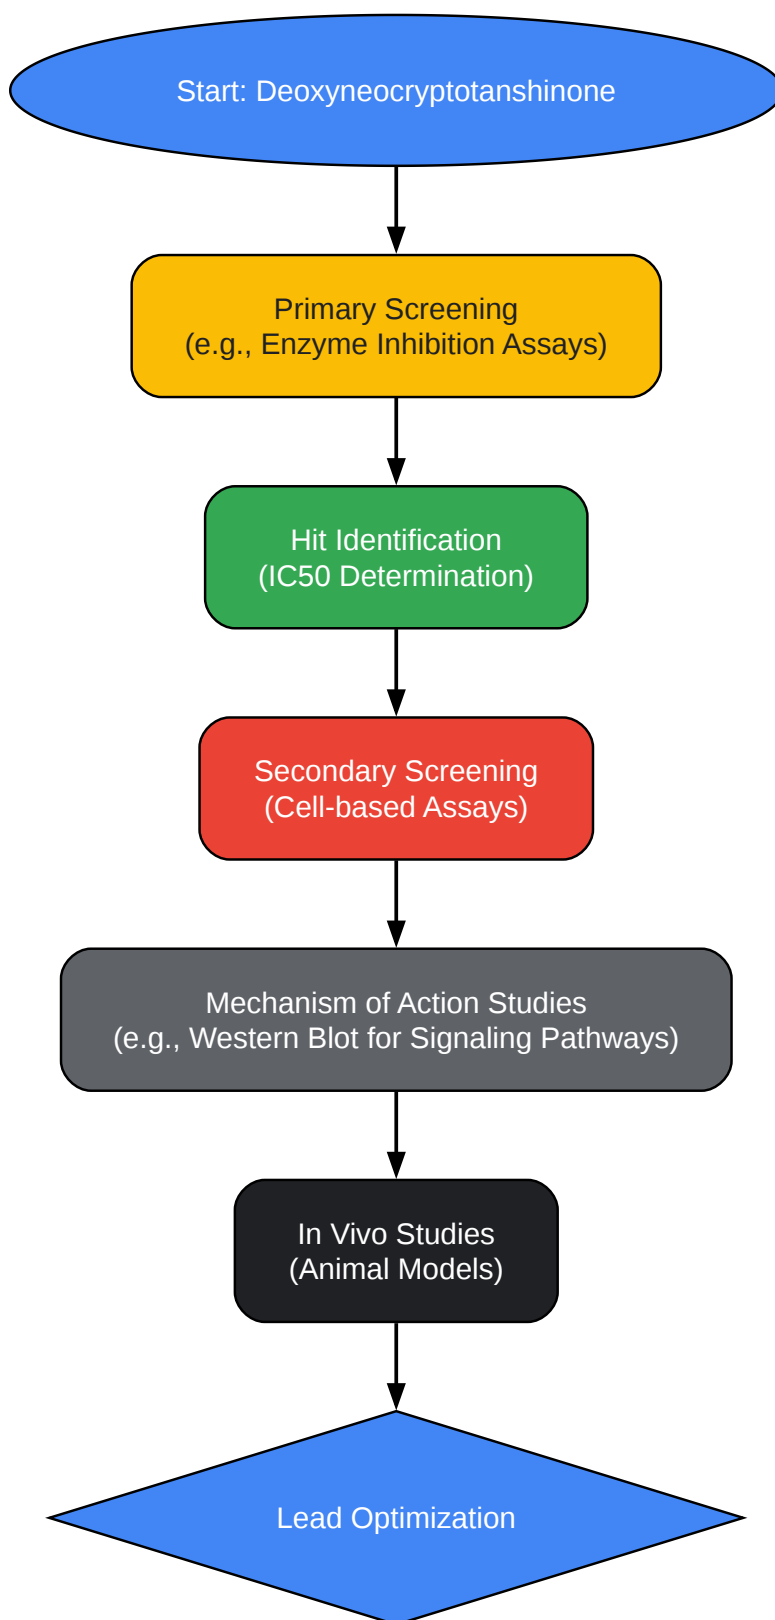 Start: Deoxyneocryptotanshinone
Primary Screening
(e.g., Enzyme Inhibition Assays)
Hit Identification
(IC50 Determination)
Secondary Screening
(Cell-based Assays)
Mechanism of Action Studies
(e.g., Western Blot for Signaling Pathways)
In Vivo Studies
(Animal Models)
Lead Optimization